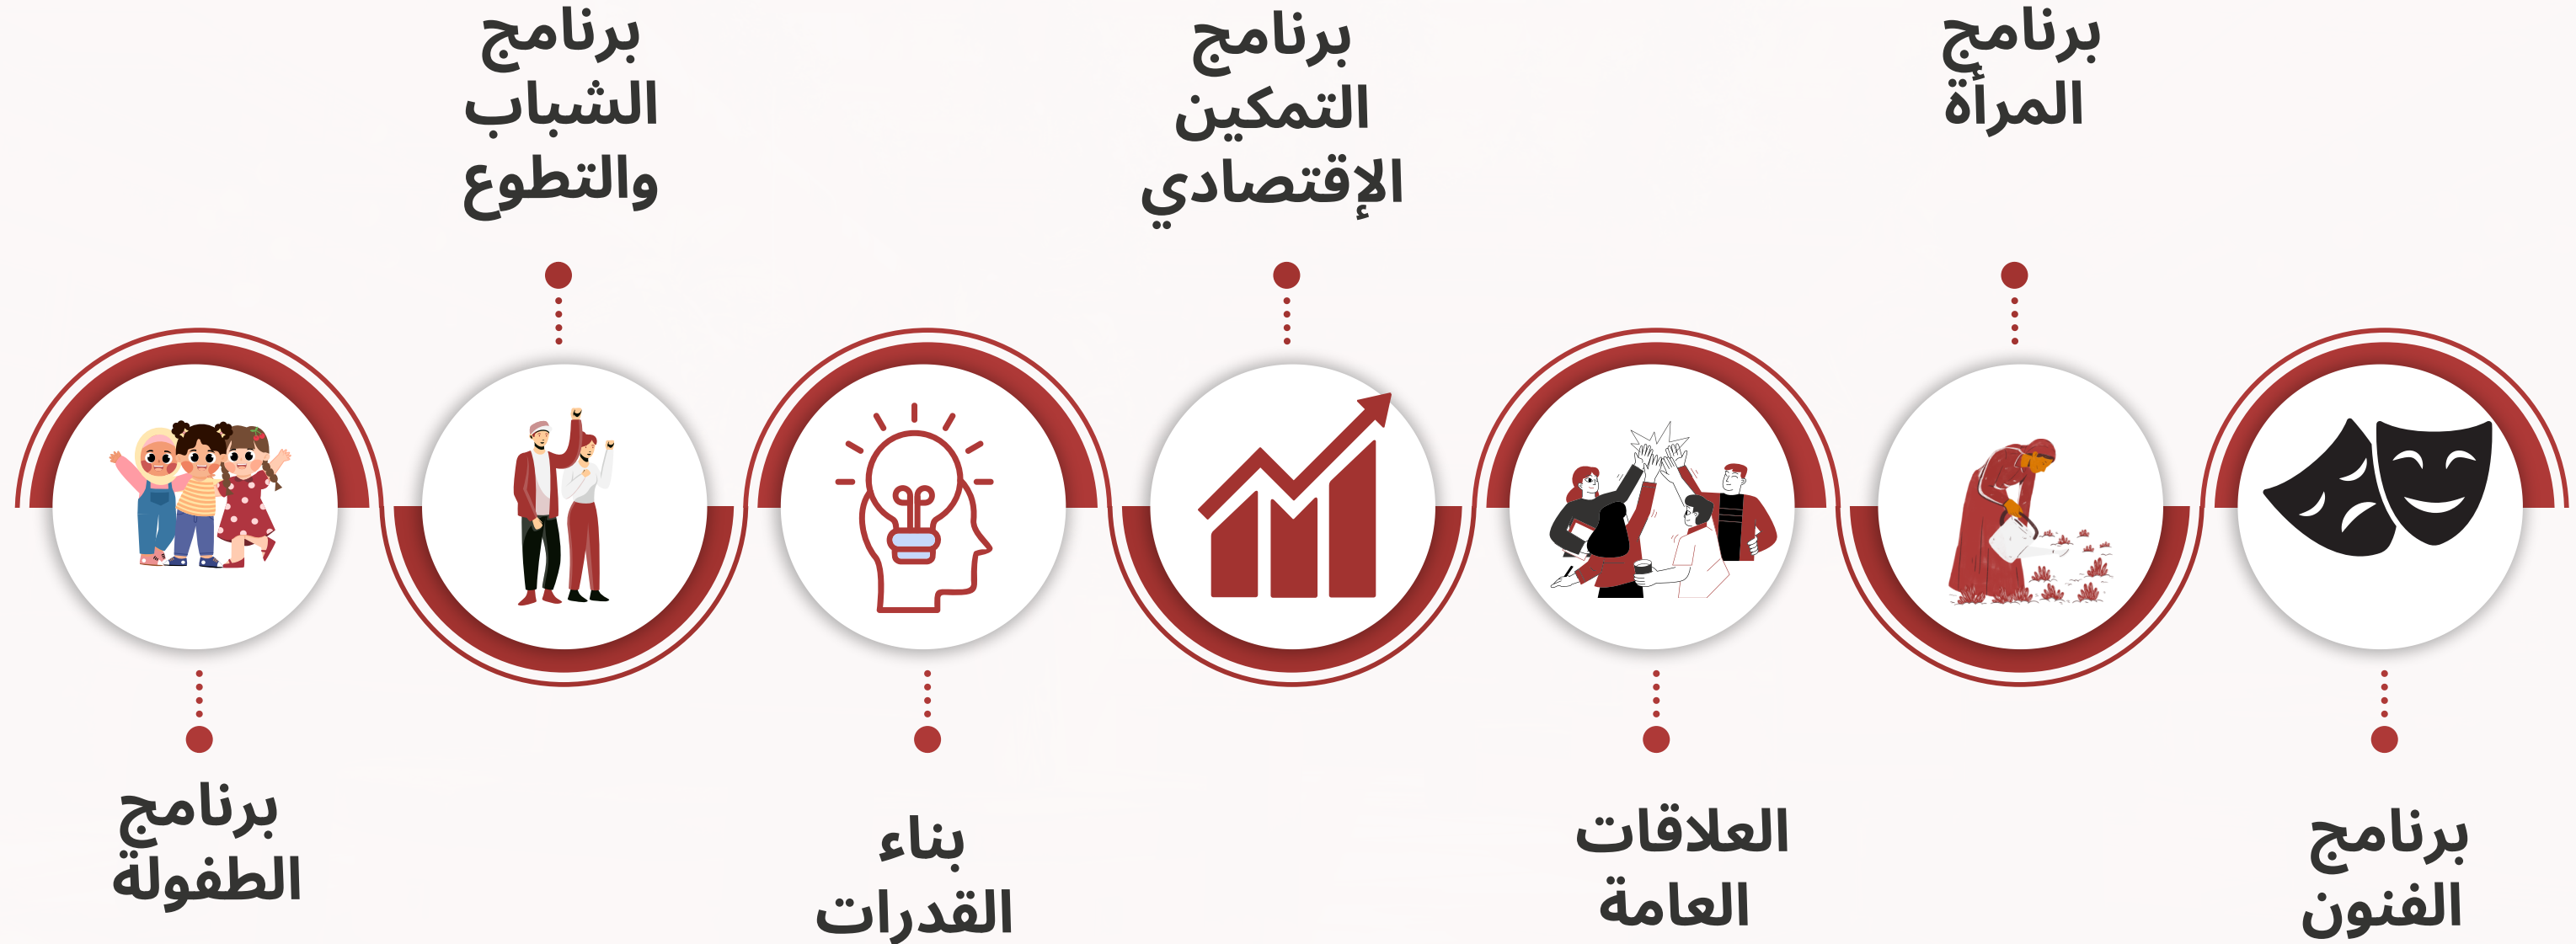 برنامج
المرأة
برنامج
التمكين
الإقتصادي
برنامج
الشباب
والتطوع
برنامج
الفنون
العلاقات
العامة
بناء
القدرات
برنامج
الطفولة